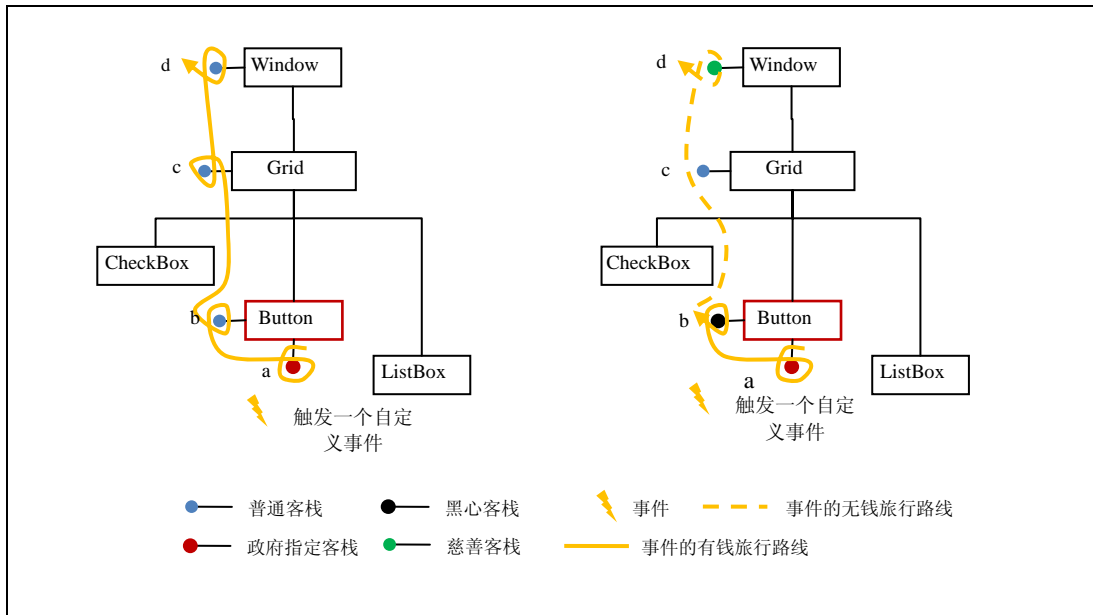 d
Window
c
Grid
CheckBox
b
Button
a
ListBox
触发一个自定
义事件
d
Window
c
Grid
CheckBox
b
Button
a
ListBox
触发一个自定
义事件
普通客栈
黑心客栈
事件
事件的无钱旅行路线
政府指定客栈
慈善客栈
事件的有钱旅行路线